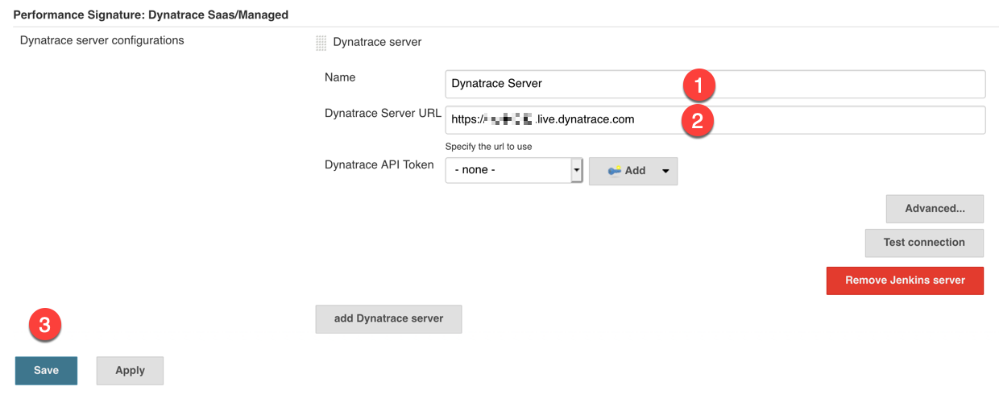 Performance Signature: Dynatrace Saas/Managed
Dynatrace server configurations
Dynatrace server
Name
Dynatrace Server
1
Dynatrace Server URL
https://
.live.dynatrace.com
2
Specify the url to use
Dynatrace API Token
- none -
Add
Advanced...
Test connection
Remove Jenkins server
add Dynatrace server
3
Save
Apply